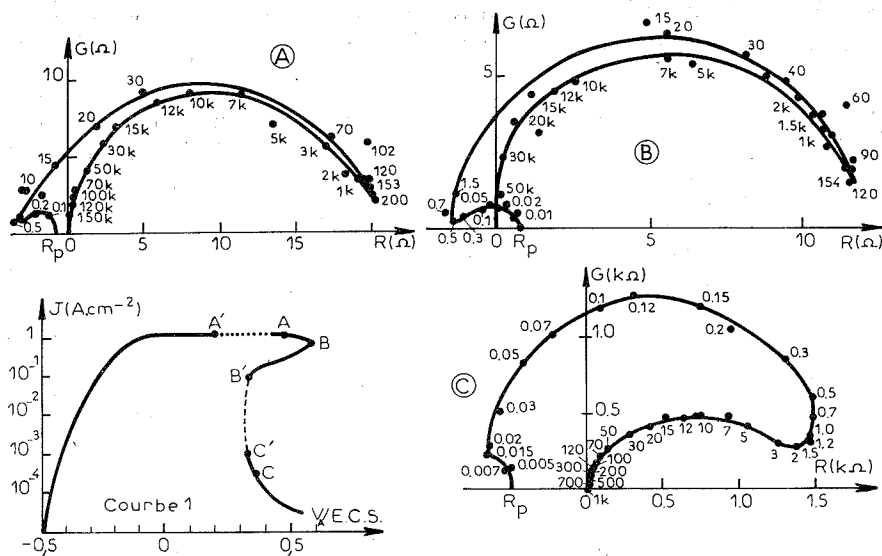 G(Ω)
A
10
30
20
12k
10k
7k
15k
5k
70
3k
102
15
30k
50k
2k
120
1k
153
200
10
70k
100k
120k
150k
0.2
0.1
0.5
Rp
0
5
10
15
20
R(Ω)
G(Ω)
B
15
20
30
5
7k
5k
40
12k
10k
15k
2k
60
20k
1.5k
1k
30k
90
154
120
1.5
50k
0.7
0.05
0.02
0.01
0.5
0.3
0.1
0
Rp
5
10
R(Ω)
J(A.cm-2)
A'
A
1
B
10-1
B'
10-2
10-3
C'
C
10-4
Courbe 1
-0,5
0
0,5
V/E.C.S.
A
G(kΩ)
C
0.1
0.12
0.15
1.0
0.07
0.2
0.3
0.05
0.03
0.5
0.5
0.7
1.0
1.2
0.02
0.015
0.007
0.005
50
30
20
15
12
10
7
5
3
2
1.5
120
70
100
300
200
700
500
1k
Rp
0
0.5
1.0
1.5
R(kΩ)